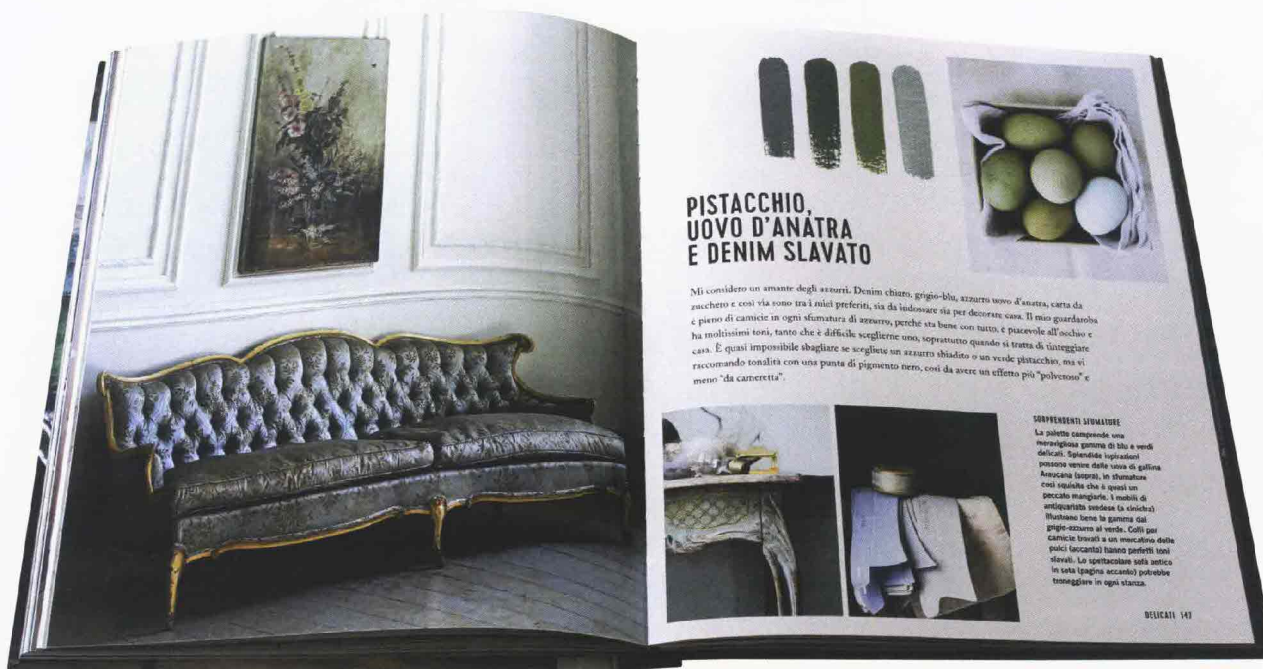 PISTACCHIO,
UOVO D'ANATRA
E DENIM SLAVATO
Mi considero un amante degli azzurri. Denim chiaro, grigio-blu, azzurro uovo d'anatra, carta da
zucchero e così via sono tra i miei preferiti, sia da indossare sia per decorare casa. Il mio guardaroba
è pieno di camicie in ogni sfumatura di azzurro, perché sta bene con tutto, è piacevole all'occhio e
ha moltissimi toni, tanto che è difficile sceglierne uno, soprattutto quando si tratta di tinteggiare
casa. È quasi impossibile sbagliare se scegliete un azzurro sbiadito o un verde pistacchio, ma vi
raccomando tonalità con una punta di pigmento nero, così da avere un effetto più "polveroso" e
meno "da cameretta".
SORPRENDENTI SFUMATURE
La palette comprende una
meravigliosa gamma di blu e verdi
delicati. Splendide ispirazioni
possono venire dalle uova di gallina
Araucana (sopra), in sfumature
così squisite che è quasi un
peccato mangiarle. I mobili di
antiquariato svedese (a sinistra)
illustrano bene la gamma dal
grigio-azzurro al verde. Colli per
camicie trovati a un mercatino delle
pulci (accanto) hanno perfetti toni
slavati. Lo spettacolare sofà antico
in seta (pagina accanto) potrebbe
troneggiare in ogni stanza.
DELICATI 147